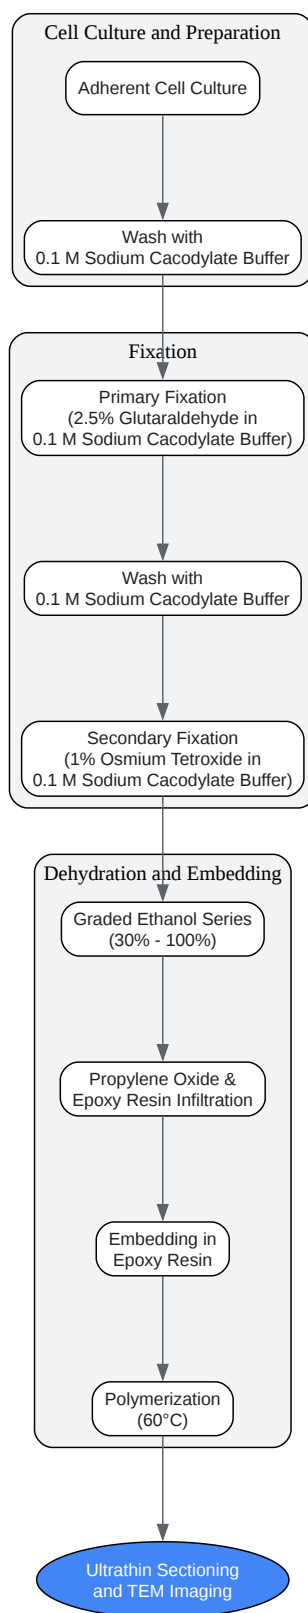 Cell Culture and Preparation
Adherent Cell Culture
Wash with
0.1 M Sodium Cacodylate Buffer
Fixation
Primary Fixation
(2.5% Glutaraldehyde in
0.1 M Sodium Cacodylate Buffer)
Wash with
0.1 M Sodium Cacodylate Buffer
Secondary Fixation
(1% Osmium Tetroxide in
0.1 M Sodium Cacodylate Buffer)
Dehydration and Embedding
Graded Ethanol Series
(30% - 100%)
Propylene Oxide &
Epoxy Resin Infiltration
Embedding in
Epoxy Resin
Polymerization
(60°C)
Ultrathin Sectioning
and TEM Imaging